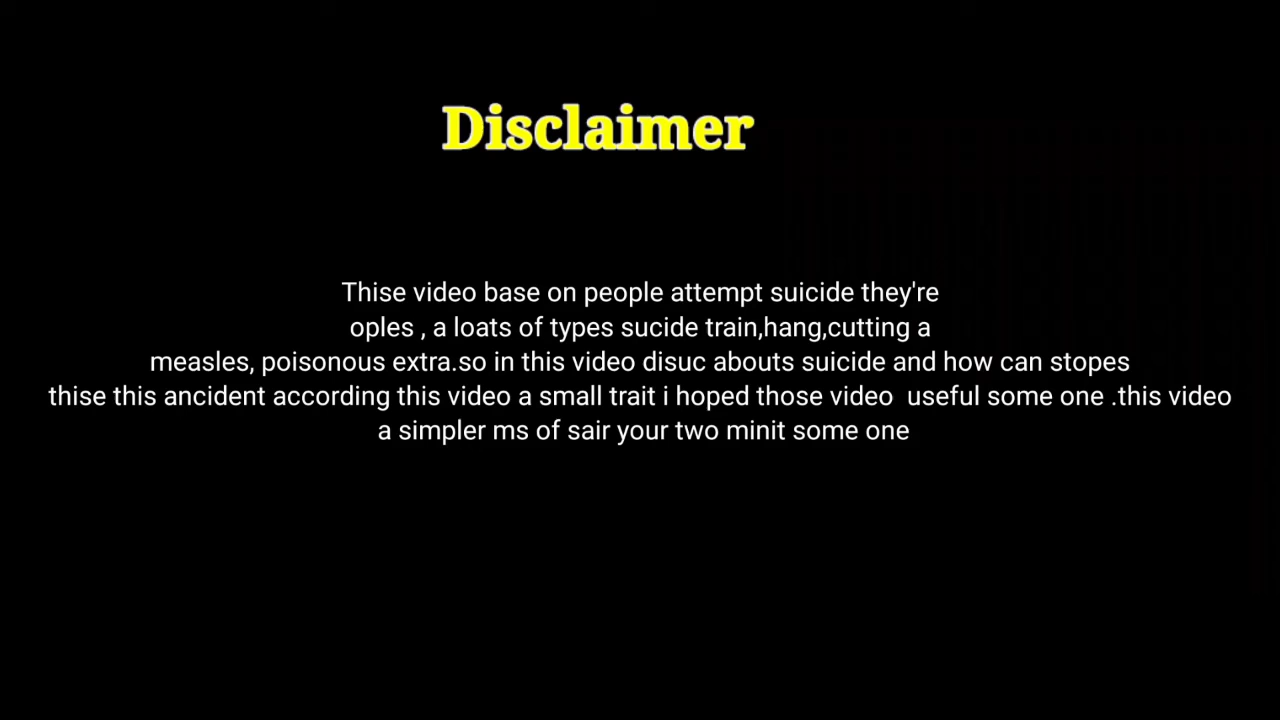 Disclaimer
Thise video base on people attempt suicide they're
oples , a loats of types sucide train,hang,cutting a
measles, poisonous extra.so in this video disuc abouts suicide and how can stopes
thise this ancident according this video a small trait i hoped those video  useful some one .this video
a simpler ms of sair your two minit some one